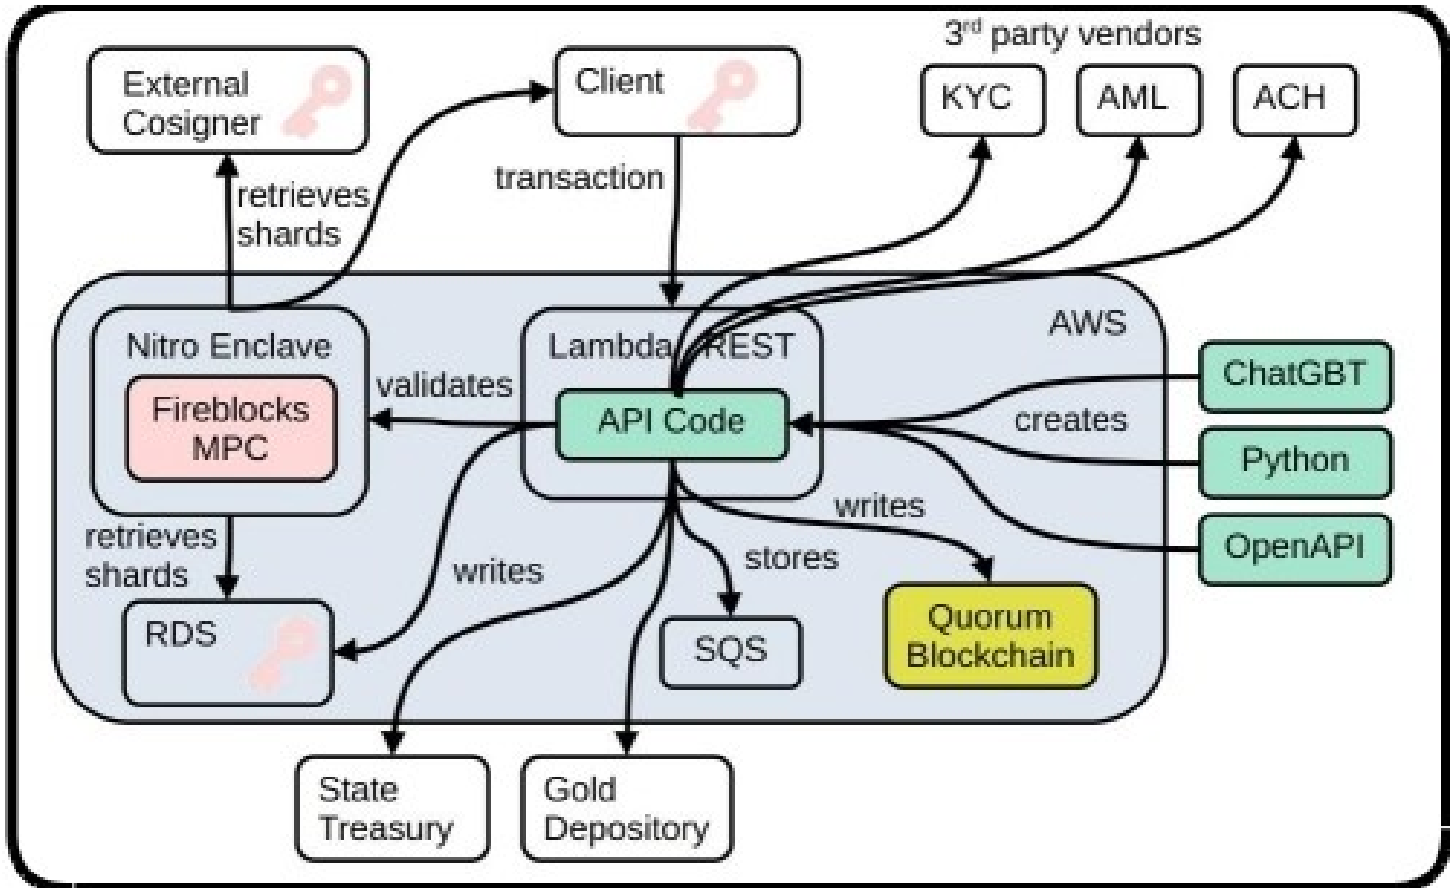 3rd party vendors
External
Cosigner
Client
KYC
AML
ACH
retrieves
shards
transaction
AWS
Nitro Enclave
Lambda REST
validates
Fireblocks
MPC
API Code
creates
ChatGBT
Python
OpenAPI
retrieves
shards
writes
writes
stores
RDS
SQS
Quorum
Blockchain
State
Treasury
Gold
Depository